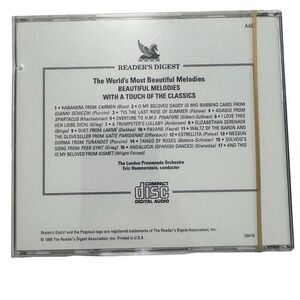 READER'S DIGEST
The World's Most Beautiful Melodies
BEAUTIFUL MELODIES
WITH A TOUCH OF THE CLASSICS
1 • HABANERA FROM CARMEN (Bizet) • 2 • O MY BELOVED DADDY (O MIO BABBINO CARO) FROM
GIANNI SCHICCHI (Puccini) • 3 • 'TIS THE LAST ROSE OF SUMMER (Flotow) • 4 • ADAGIO FROM
SPARTACUS (Khachaturian) • 5 • OVERTURE TO H.M.S. PINAFORE (Gilbert-Sullivan) • 6 • I LOVE THEE
(ICH LIEBE DICH) (Grieg) • 7 • A TRUMPETER'S LULLABY (Anderson) • 8 • ELIZABETHAN SERENADE
(Binge) • 9 • DUET FROM LAKMÉ (Delibes) • 10 • PAVANE (Fauré) • 11 • WALTZ OF THE BARON AND
THE GLOVESELLER FROM GAÎTÉ PARISIENNE (Offenbach) • 12 • ESTRELLITA (Ponce) • 13 • NESSUN
DORMA FROM TURANDOT (Puccini) • 14 • TANGO OF ROSES • 15 • SOLVEIG'S
SONG FROM PEER GYNT (Grieg) • 16 • ANDALUCIA (SPANISH DANCES) (Granados) • 17 • AND THIS
IS MY BELOVED FROM KISMET (Wright-Forrest)
The London Promenade Orchestra
Eric Hammerstein, conductor
COMPACT
disc
DIGITAL AUDIO
READER'S DIGEST and the Pegasus logo are registered trademarks of The Reader's Digest Association, Inc.
The Reader's Digest Association, Inc. Printed in U.S.A.